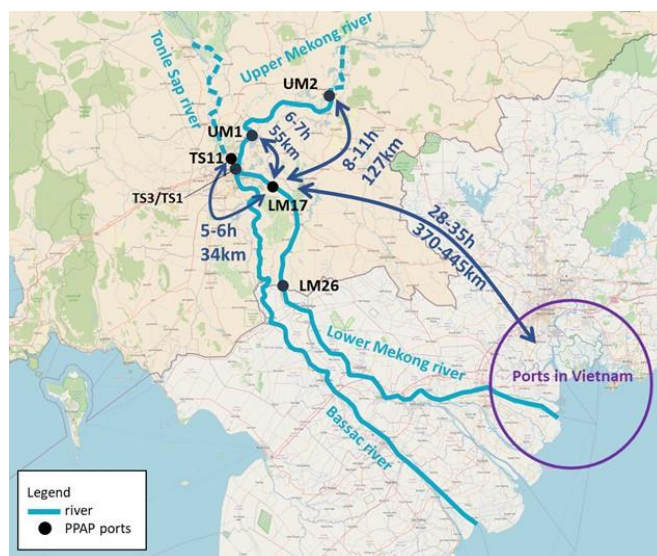 Tonle Sap river
Upper Mekong river
UM2
UM1
6-7h
55km
8-11h
127km
TS11
TS3/TS1
LM17
5-6h
34km
28-35h
370-445km
LM26
Lower Mekong river
Ports in Vietnam
Bassac river
Legend
river
PPAP ports